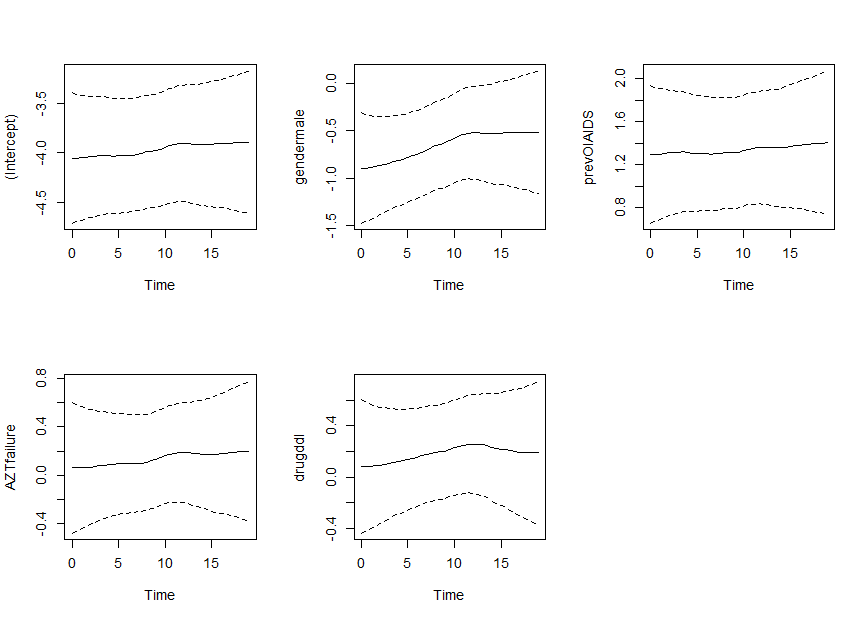 (Intercept)
-3.5
-4.0
-4.5
0 5 10 15
Time
gendermale
0.0
-0.5
-1.0
-1.5
0 5 10 15
Time
prevOIAIDS
2.0
1.6
1.2
0.8
0 5 10 15
Time
AZTfailure
0.8
0.4
0.0
-0.4
0 5 10 15
Time
drugddI
0.4
0.0
-0.4
0 5 10 15
Time